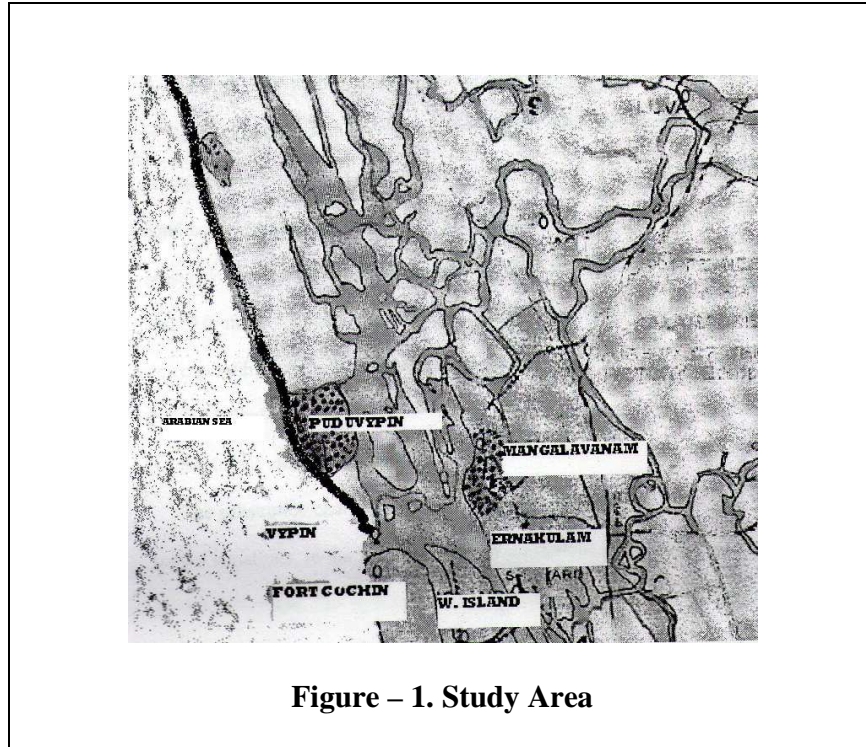 ARABIAN SEA
PUDUVYPIN
MANGALAVANAM
VYPIN
ERNAKULAM
FORT COCHIN
W. ISLAND
Figure – 1. Study Area